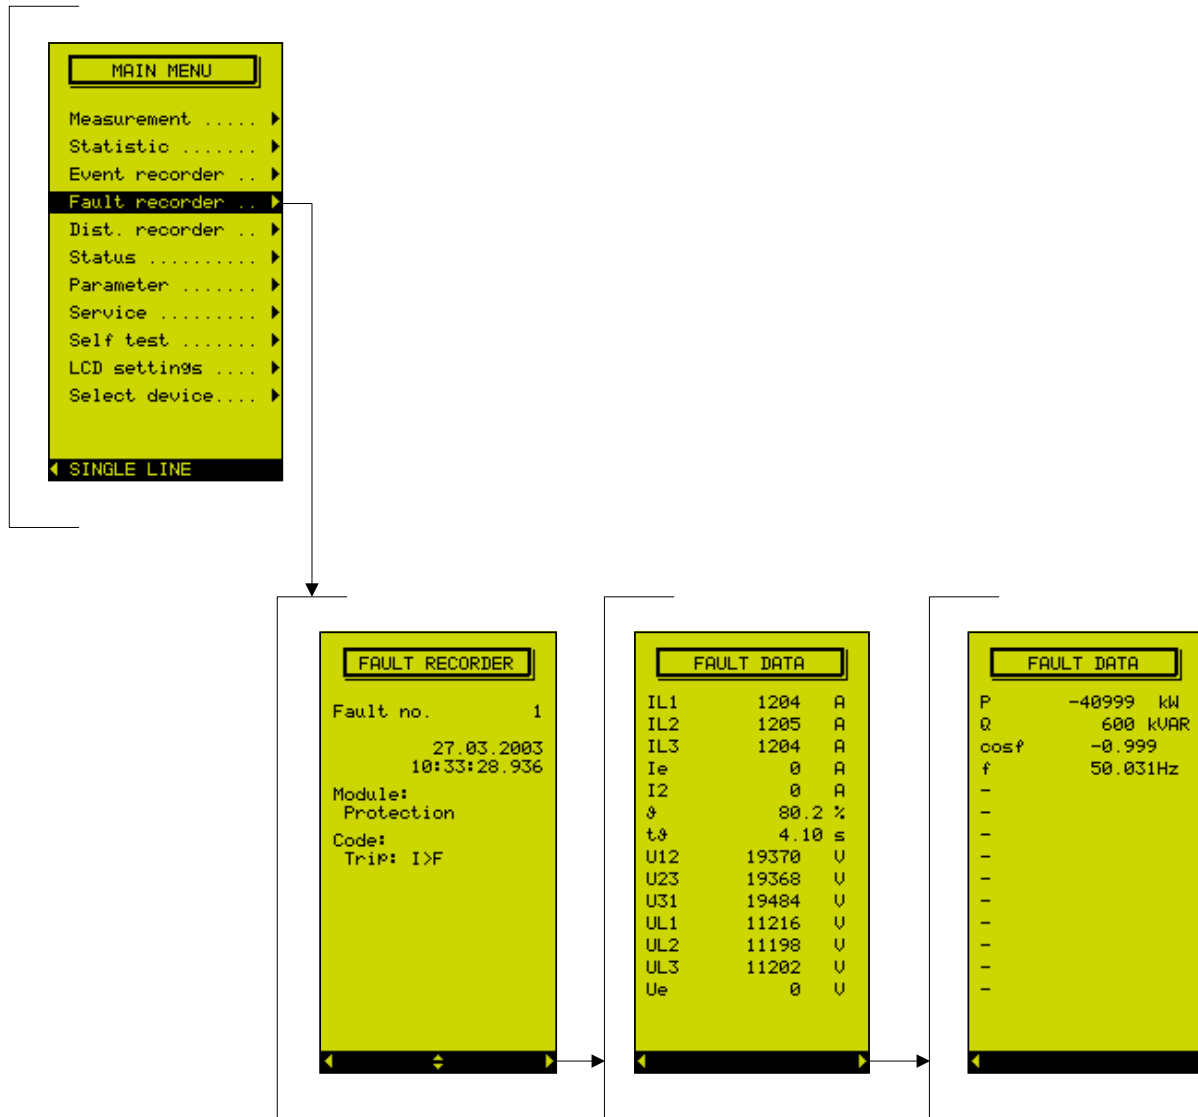 MAIN MENU
Measurement .....
Statistic .......
Event recorder ..
Fault recorder ..
Dist. recorder ..
Status ..........
Parameter .......
Service .........
Self test .......
LCD settings ....
Select device....
SINGLE LINE
FAULT RECORDER
Fault no. 1
27.03.2003
10:33:28.936
Module:
Protection
Code:
Trip: I>F
FAULT DATA
IL1 1204 A
IL2 1205 A
IL3 1204 A
Ie 0 A
I2 0 A
ϑ 80.2 %
tϑ 4.10 s
U12 19370 V
U23 19368 V
U31 19484 V
UL1 11216 V
UL2 11198 V
UL3 11202 V
Ue 0 V
FAULT DATA
P -40999 kW
Q 600 kVAR
cosφ -0.999
f 50.031Hz
-
-
-
-
-
-
-
-
-
-